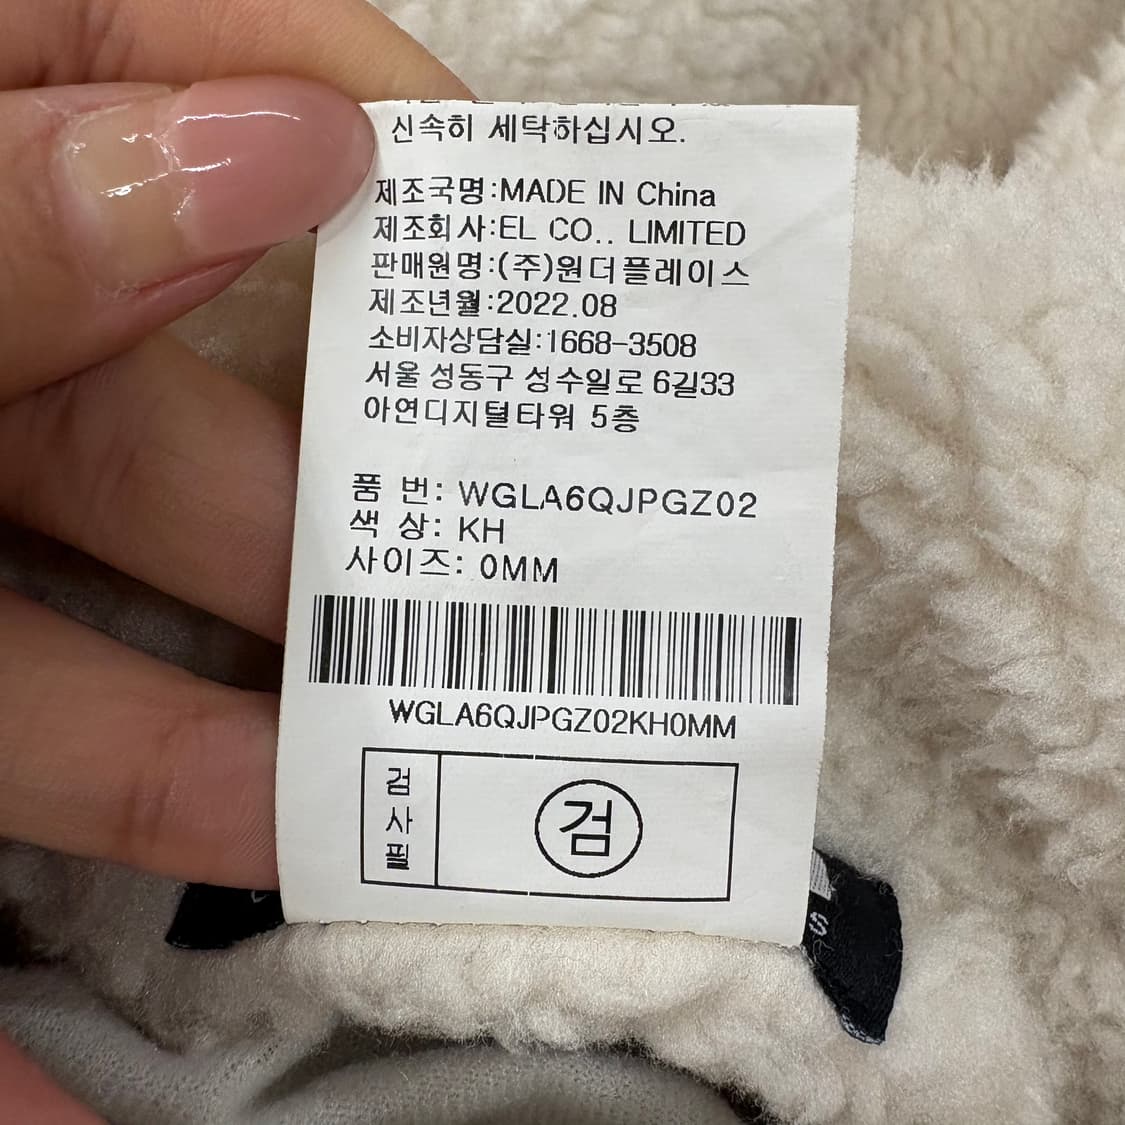 신속히 세탁하십시오.
제조국명:MADE IN China
제조회사:EL CO.. LIMITED
판매원명:(주)원더플레이스
제조년월:2022.08
소비자상담실:1668-3508
서울 성동구 성수일로 6길33
아연디지털타워 5층
품 번: WGLA6QJPGZ02
색 상: KH
사이즈: 0MM
WGLA6QJPGZ02KH0MM
검사필
검
S